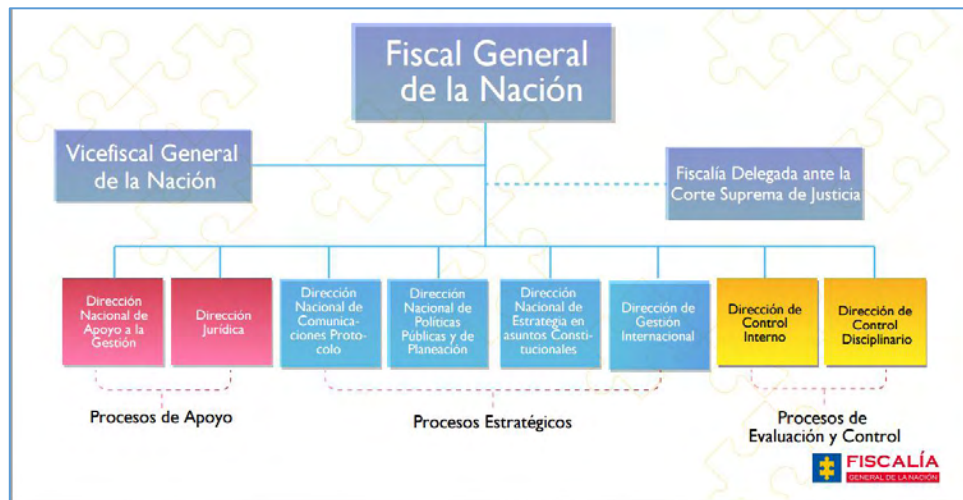 Fiscal General
de la Nación
Vicefiscal General
de la Nación
Fiscalía Delegada ante la
Corte Suprema de Justicia
Dirección
Nacional de
Apoyo a la
Gestión
Dirección
Jurídica
Dirección
Nacional de
Comunica-
ciones Proto-
colo
Dirección
Nacional de
Políticas
Públicas y de
Planeación
Dirección
Nacional de
Estrategia en
asuntos Consti-
tucionales
Dirección de
Gestión
Internacional
Dirección de
Control
Interno
Dirección de
Control
Disciplinario
Procesos de Apoyo
Procesos Estratégicos
Procesos de
Evaluación y Control
FISCALÍA
GENERAL DE LA NACIÓN